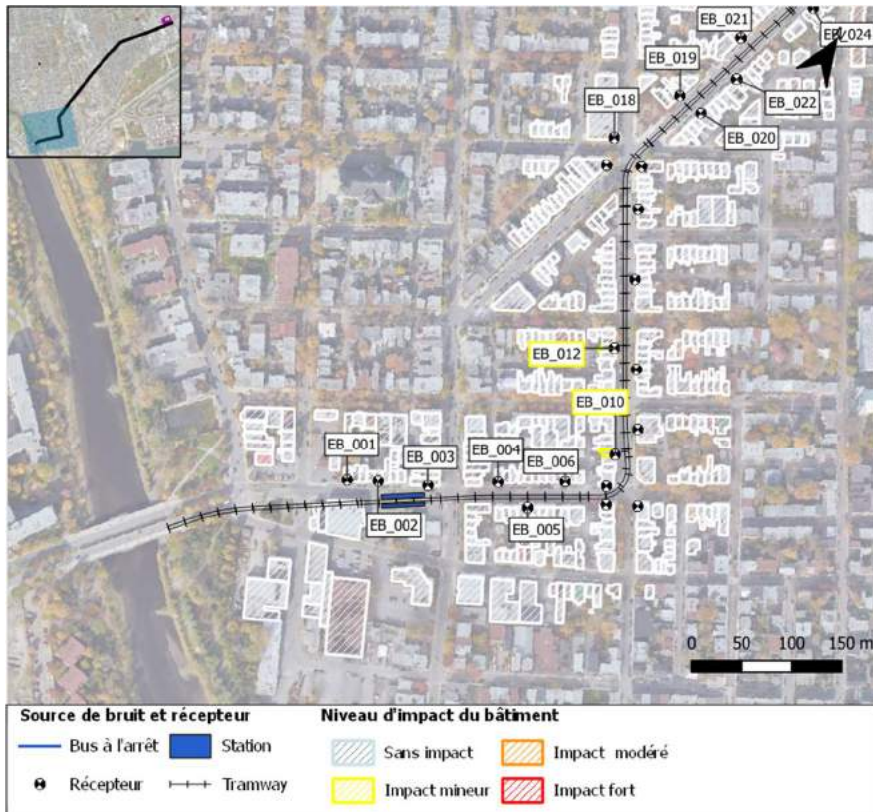 EB_021
EB_024
EB_019
EB_022
EB_018
EB_020
EB_012
EB_010
EB_001
EB_003
EB_004
EB_006
EB_002
EB_005
0 50 100 150 m
Source de bruit et récepteur
Niveau d'impact du bâtiment
Bus à l'arrêt
Station
Sans impact
Impact modéré
Récepteur
Tramway
Impact mineur
Impact fort